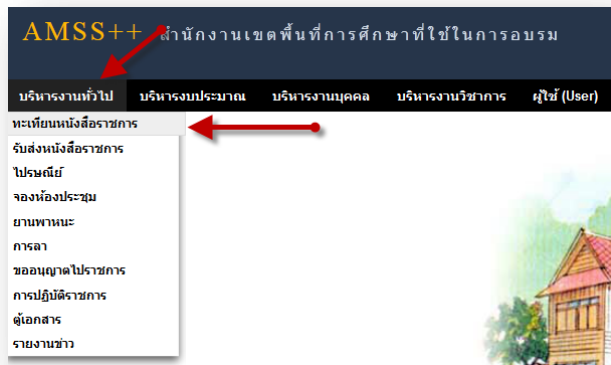 AMSS++ สำนักงานเขตพื้นที่การศึกษาที่ใช้ในการอบรม
บริหารงานทั่วไป บริหารงบประมาณ บริหารงานบุคคล บริหารงานวิชาการ ผู้ใช้ (User)
ทะเทียนหนังสือราชการ
รับส่งหนังสือราชการ
ไปรษณีย์
จองห้องประชุม
ยานพาหนะ
การลา
ขออนุญาตไปราชการ
การปฏิบัติราชการ
ตู้เอกสาร
รายงานข่าว